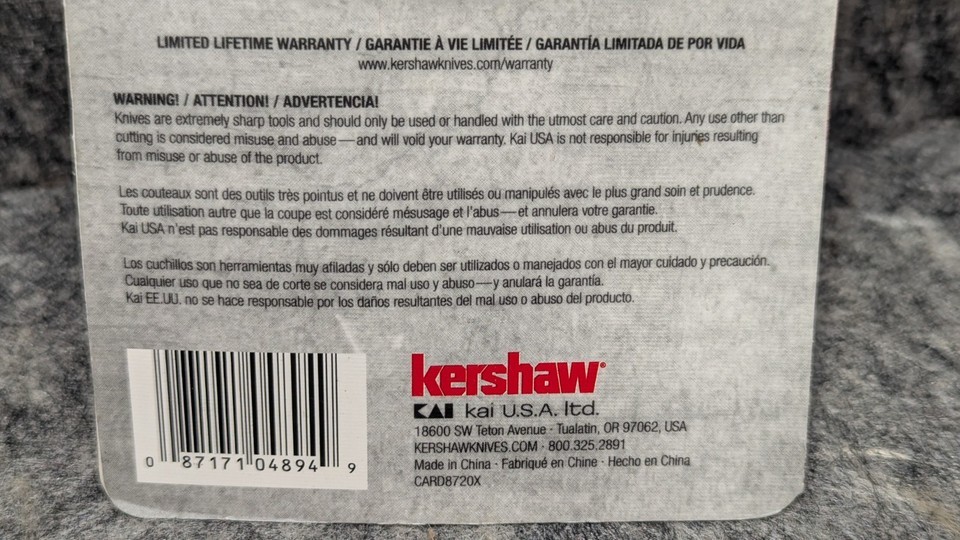 LIMITED LIFETIME WARRANTY / GARANTIE À VIE LIMITÉE / GARANTÍA LIMITADA DE POR VIDA
www.kershawknives.com/warranty
WARNING! / ATTENTION! / ADVERTENCIA!
Knives are extremely sharp tools and should only be used or handled with the utmost care and caution. Any use other than
cutting is considered misuse and abuse—and will void your warranty. Kai USA is not responsible for injuries resulting
from misuse or abuse of the product.
Les couteaux sont des outils très pointus et ne doivent être utilisés ou manipulés avec le plus grand soin et prudence.
Toute utilisation autre que la coupe est considéré mésusage et l'abus—et annulera votre garantie.
Kai USA n'est pas responsable des dommages résultant d'une mauvaise utilisation ou abus du produit.
Los cuchillos son herramientas muy afiladas y sólo deben ser utilizados o manejados con el mayor cuidado y precaución.
Cualquier uso que no sea de corte se considera mal uso y abuso—y anulará la garantía.
Kai EE.UU. no se hace responsable por los daños resultantes del mal uso o abuso del producto.
0 87171 04894 9
kershaw®
KAI kai U.S.A. ltd.
18600 SW Teton Avenue · Tualatin, OR 97062, USA
KERSHAWKNIVES.COM · 800.325.2891
Made in China · Fabriqué en Chine · Hecho en China
CARD8720X